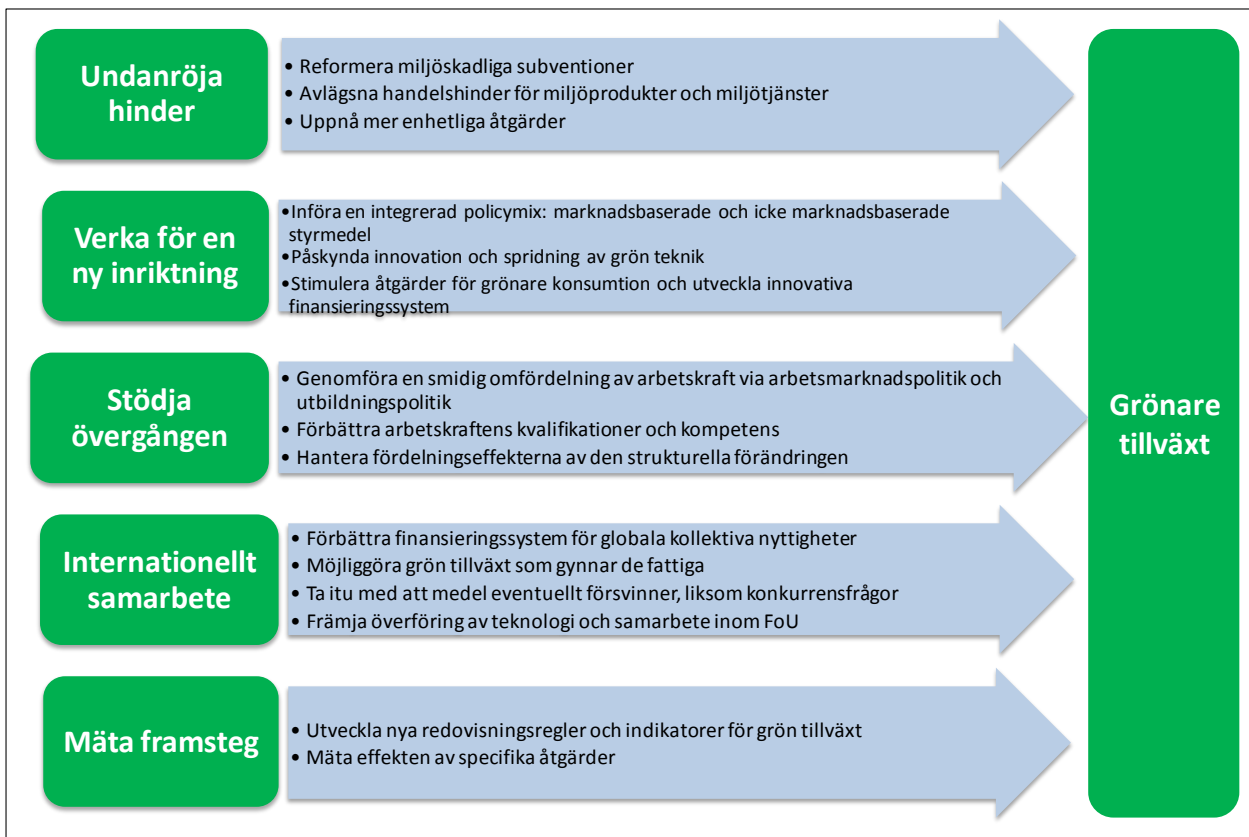 Undanröja
hinder
• Reformera miljöskadliga subventioner
• Avlägsna handelshinder för miljöprodukter och miljötjänster
• Uppnå mer enhetliga åtgärder
Verka för en
ny inriktning
•Införa en integrerad policymix: marknadsbaserade och icke marknadsbaserade
styrmedel
•Påskynda innovation och spridning av grön teknik
•Stimulera åtgärder för grönare konsumtion och utveckla innovativa
finansieringssystem
Stödja
övergången
• Genomföra en smidig omfördelning av arbetskraft via arbetsmarknadspolitik och
utbildningspolitik
• Förbättra arbetskraftens kvalifikationer och kompetens
• Hantera fördelningseffekterna av den strukturella förändringen
Internationellt
samarbete
• Förbättra finansieringssystem för globala kollektiva nyttigheter
• Möjliggöra grön tillväxt som gynnar de fattiga
• Ta itu med att medel eventuellt försvinner, liksom konkurrensfrågor
• Främja överföring av teknologi och samarbete inom FoU
Mäta framsteg
• Utveckla nya redovisningsregler och indikatorer för grön tillväxt
• Mäta effekten av specifika åtgärder
Grönare
tillväxt